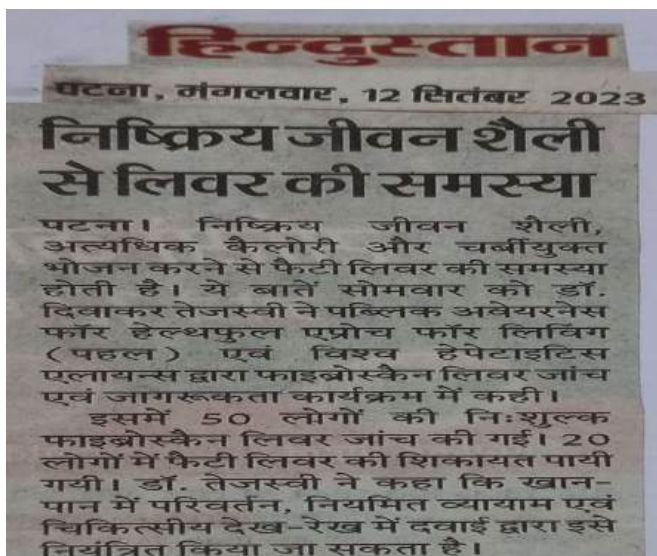 हिन्दुस्तान
पटना, मंगलवार, 12 सितंबर 2023
निष्क्रिय जीवन शैली
से लिवर की समस्या
पटना। निष्क्रिय जीवन शैली,
अत्यधिक कैलोरी और चर्बीयुक्त
भोजन करने से फैटी लिवर की समस्या
होती है। ये बातें सोमवार को डॉ.
दिवाकर तेजस्वी ने पब्लिक अवेयरनेस
फॉर हेल्थफुल एप्रोच फॉर लिविंग
(पहल) एवं विश्व हेपेटाइटिस
एलायन्स द्वारा फाइब्रोस्कैन लिवर जांच
एवं जागरूकता कार्यक्रम में कही।
इसमें 50 लोगों की निःशुल्क
फाइब्रोस्कैन लिवर जांच की गई। 20
लोगों में फैटी लिवर की शिकायत पायी
गयी। डॉ. तेजस्वी ने कहा कि खान-
पान में परिवर्तन, नियमित व्यायाम एवं
चिकित्सीय देख-रेख में दवाई द्वारा इसे
नियंत्रित किया जा सकता है।